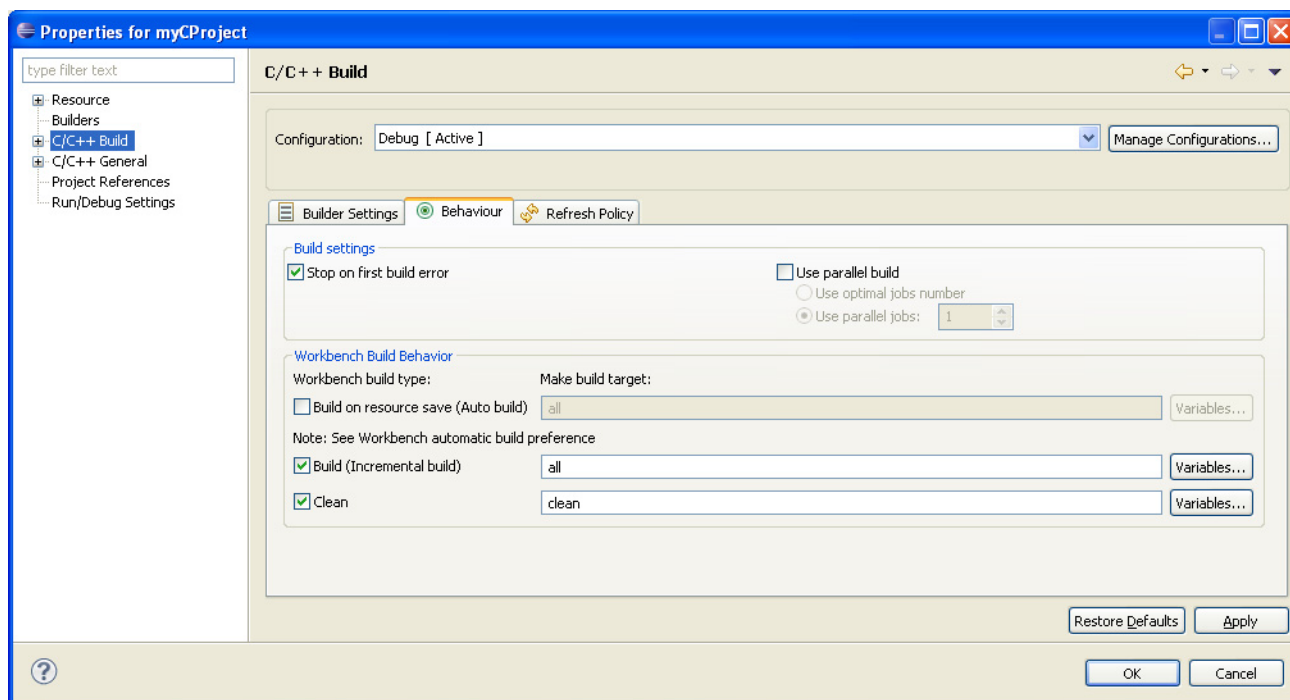 Properties for myCProject
type filter text
Resource
Builders
C/C++ Build
C/C++ General
Project References
Run/Debug Settings
C/C++ Build
Configuration: Debug [ Active ] Manage Configurations...
Builder Settings Behaviour Refresh Policy
Build settings
Stop on first build error Use parallel build
Use optimal jobs number
Use parallel jobs: 1
Workbench Build Behavior
Workbench build type: Make build target:
Build on resource save (Auto build) all Variables...
Note: See Workbench automatic build preference
Build (Incremental build) all Variables...
Clean clean Variables...
Restore Defaults Apply
? OK Cancel